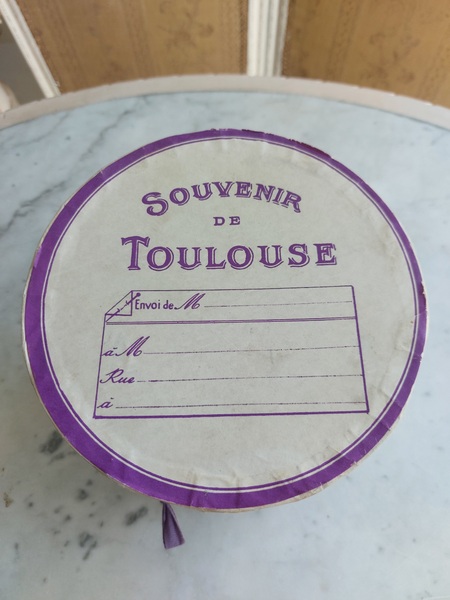 SOUVENIR
DE
TOULOUSE
Envoi de M
à M
Rue
à